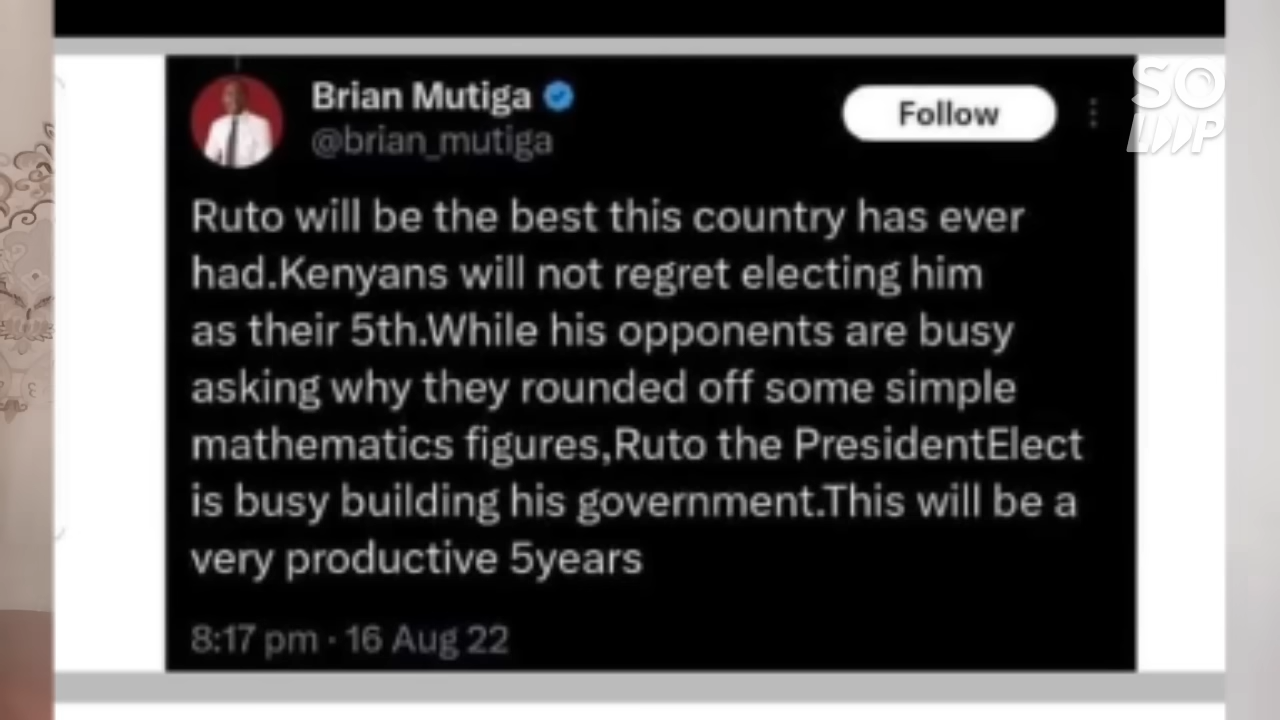 Brian Mutiga
@brian_mutiga
Follow
SO
Ruto will be the best this country has ever
had.Kenyans will not regret electing him
as their 5th.While his opponents are busy
asking why they rounded off some simple
mathematics figures,Ruto the PresidentElect
is busy building his government.This will be a
very productive 5years
8:17 pm · 16 Aug 22